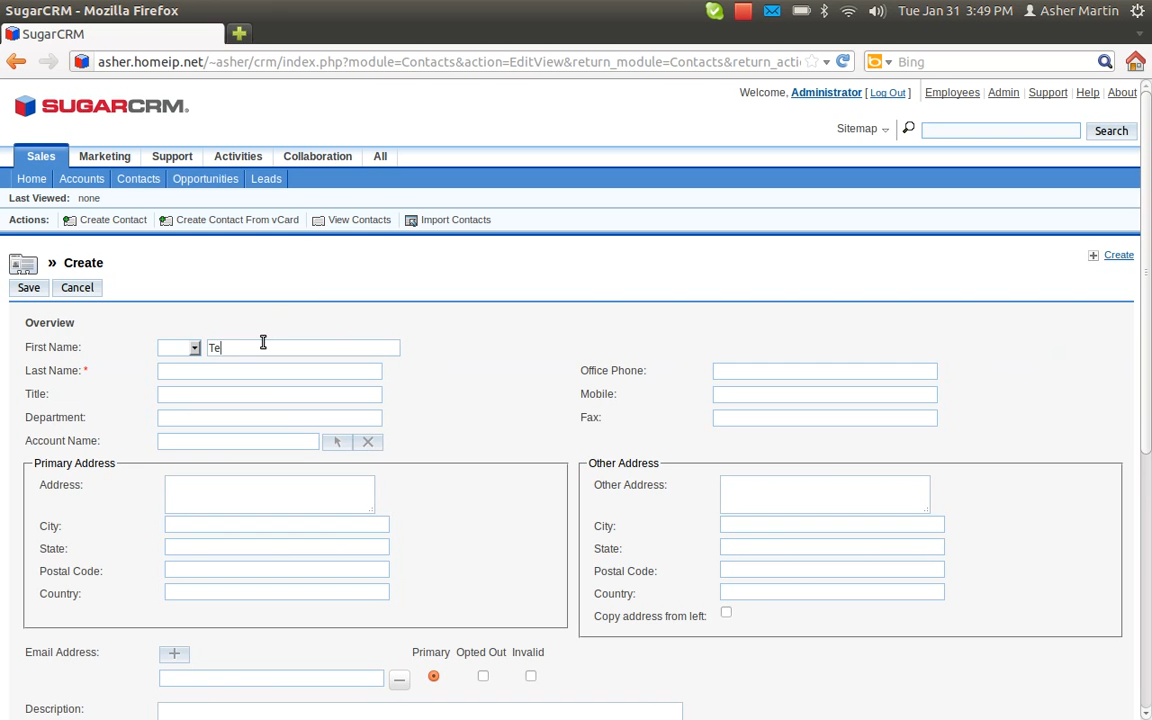 SugarCRM - Mozilla Firefox
Tue Jan 31 3:49 PM Asher Martin
SugarCRM
asher.homeip.net/~asher/crm/index.php?module=Contacts&action=EditView&return_module=Contacts&return_acti
Bing
SUGARCRM.
Welcome, Administrator [ Log Out ] Employees Admin Support Help About
Sitemap
Search
Sales Marketing Support Activities Collaboration All
Home Accounts Contacts Opportunities Leads
Last Viewed: none
Actions: Create Contact Create Contact From vCard View Contacts Import Contacts
» Create
Create
Save Cancel
Overview
First Name: Te
Last Name: * Office Phone:
Title: Mobile:
Department: Fax:
Account Name:
Primary Address Other Address
Address: Other Address:
City: City:
State: State:
Postal Code: Postal Code:
Country: Country:
Copy address from left:
Email Address: Primary Opted Out Invalid
Description: